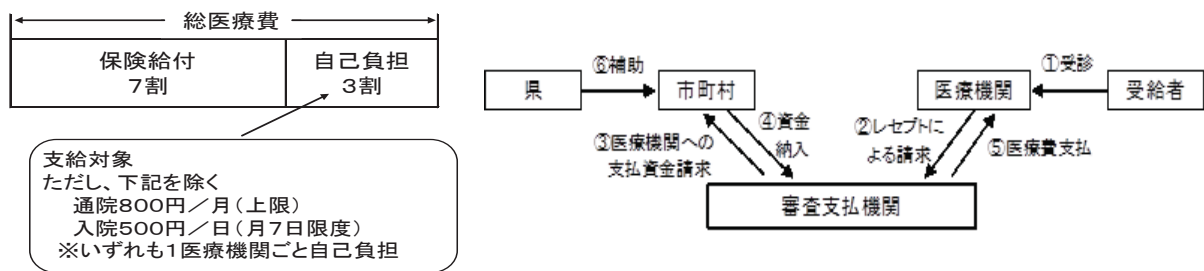 総医療費
保険給付
7割
自己負担
3割
支給対象
ただし、下記を除く
通院800円／月(上限)
入院500円／日(月7日限度)
※いずれも1医療機関ごと自己負担
県
⑥補助
市町村
医療機関
①受診
受給者
③医療機関への
支払資金請求
④資金
納入
②レセプトに
よる請求
⑤医療費支払
審査支払機関